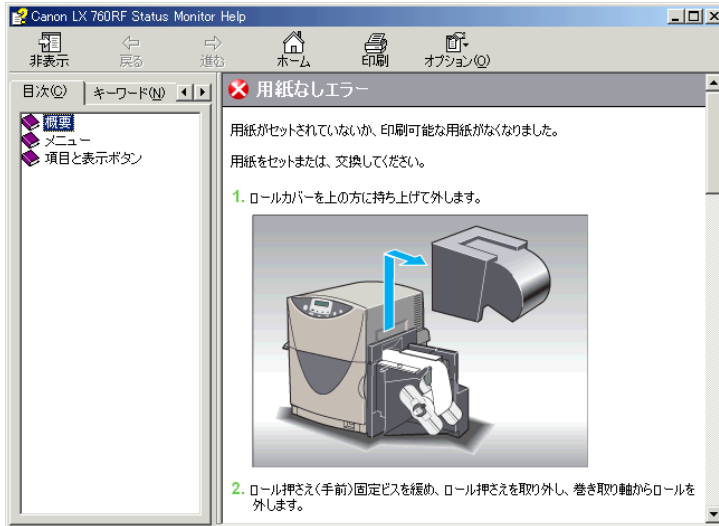 Canon LX 760RF Status Monitor Help
非表示 戻る 進む ホーム 印刷 オプション(O)
目次(C) キーワード(N)
概要
メニュー
項目と表示ボタン
用紙なしエラー
用紙がセットされていないか、印刷可能な用紙がなくなりました。
用紙をセットまたは、交換してください。
1. ロールカバーを上の方に持ち上げて外します。
2. ロール押さえ(手前)固定ビスを緩め、ロール押さえを取り外し、巻き取り軸からロールを
外します。